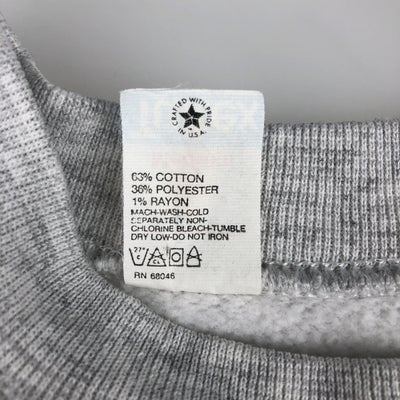 CRAFTED WITH PRIDE
IN U.S.A.
63% COTTON
36% POLYESTER
1% RAYON
MACH-WASH-COLD
SEPARATELY NON-
CHLORINE BLEACH-TUMBLE
DRY LOW-DO NOT IRON
RN 68046